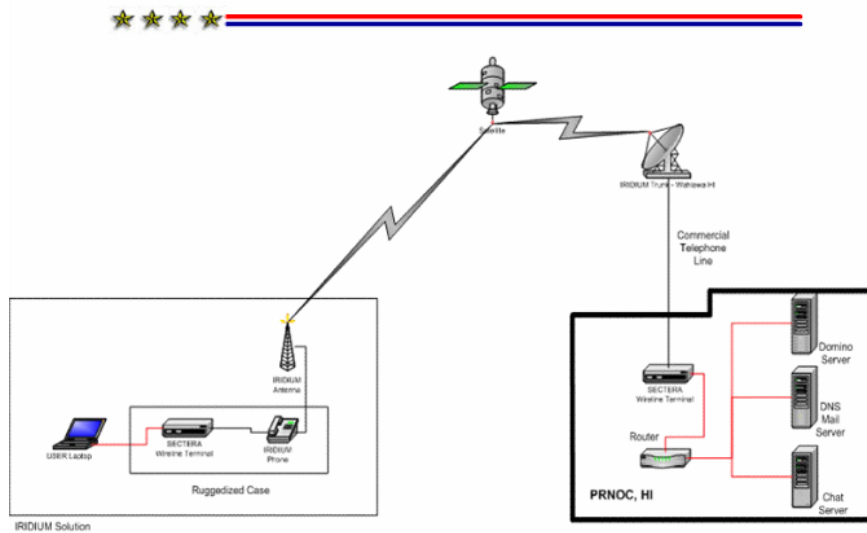 Satellite
IRIDIUM Trunk - Wahiawa HI
Commercial
Telephone
Line
IRIDIUM
Antenna
USER Laptop
SECTERA
Wireline Terminal
IRIDIUM
Phone
Ruggedized Case
IRIDIUM Solution
SECTERA
Wireline Terminal
Router
PRNOC, HI
Domino
Server
DNS
Mail
Server
Chat
Server